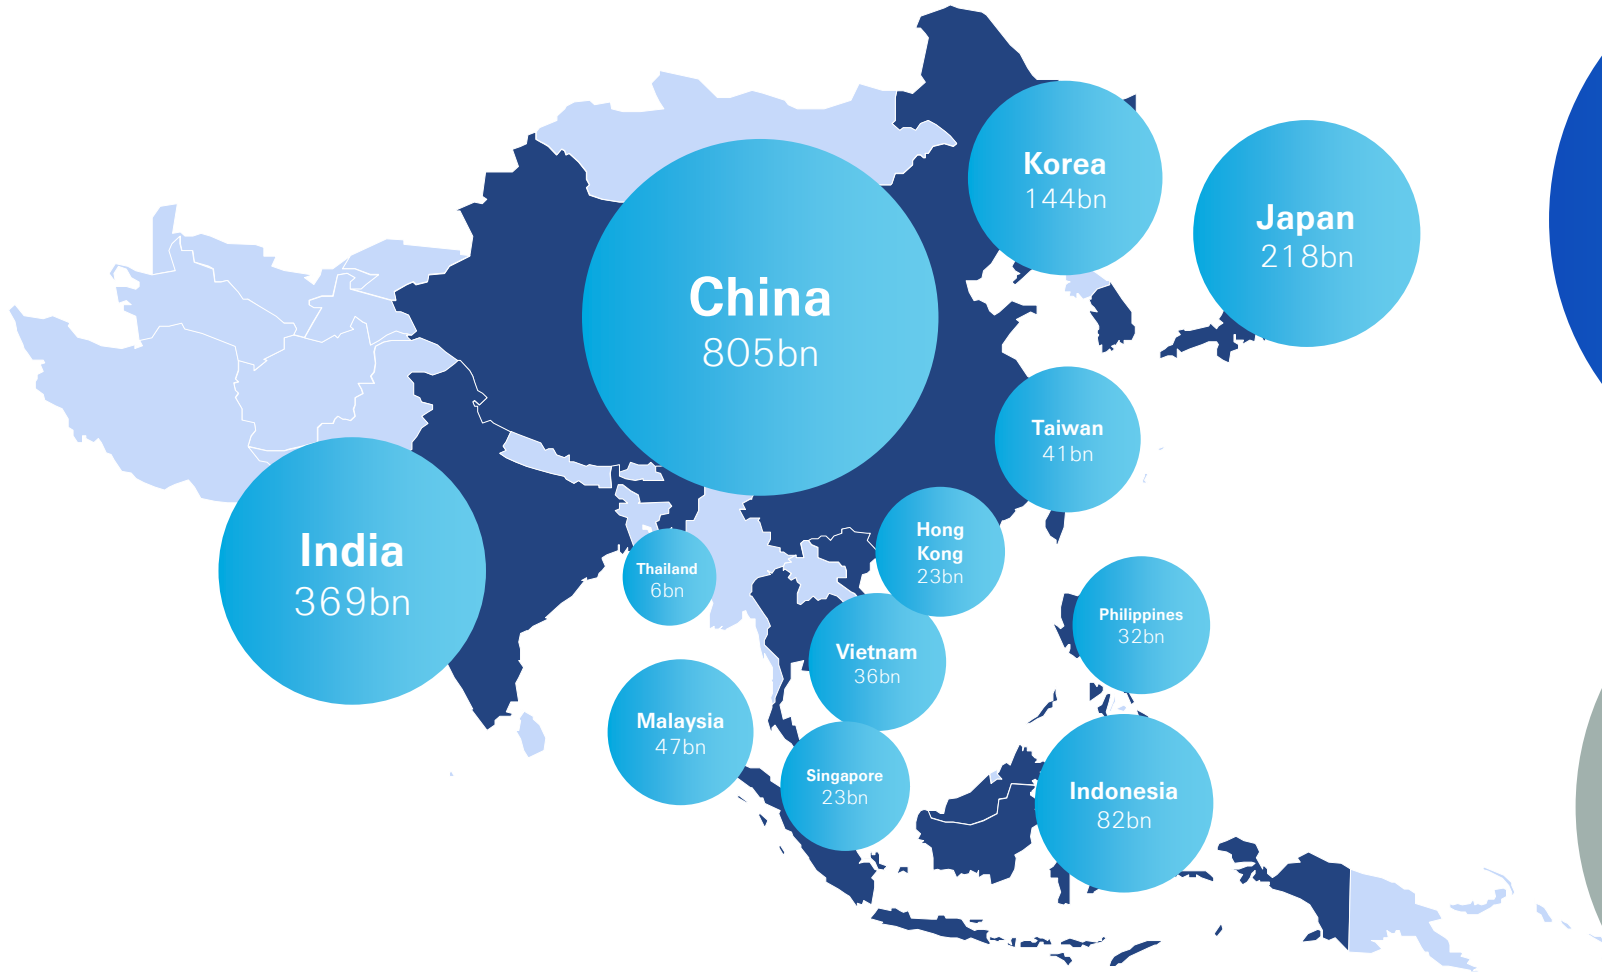 Korea
144bn
Japan
218bn
China
805bn
Taiwan
41bn
Hong
Kong
23bn
India
369bn
Thailand
6bn
Philippines
32bn
Vietnam
36bn
Malaysia
47bn
Singapore
23bn
Indonesia
82bn